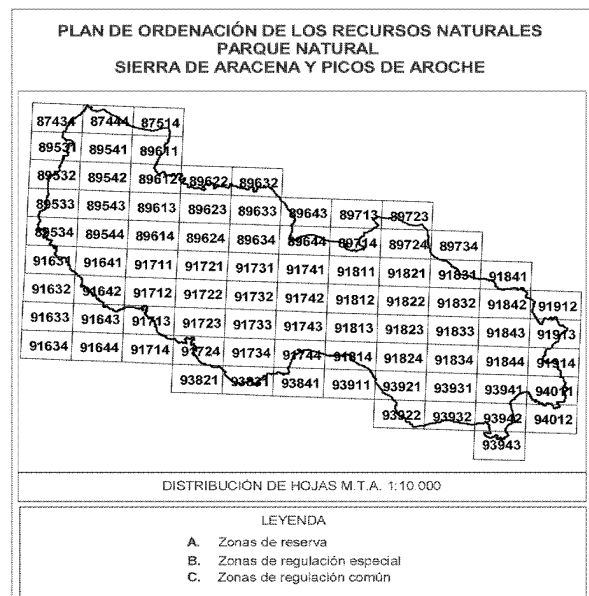 PLAN DE ORDENACIÓN DE LOS RECURSOS NATURALES
PARQUE NATURAL
SIERRA DE ARACENA Y PICOS DE AROCHE
87434 87444 87514
89531 89541 89611
89532 89542 89612 89622 89632
89533 89543 89613 89623 89633 89643 89713 89723
89534 89544 89614 89624 89634 89644 89714 89724 89734
91631 91641 91711 91721 91731 91741 91811 91821 91831 91841
91632 91642 91712 91722 91732 91742 91812 91822 91832 91842 91912
91633 91643 91713 91723 91733 91743 91813 91823 91833 91843 91913
91634 91644 91714 91724 91734 91744 91814 91824 91834 91844 91914
93821 93831 93841 93911 93921 93931 93941 94011
93922 93932 93942 94012
93943
DISTRIBUCIÓN DE HOJAS M.T.A. 1:10.000
LEYENDA
A. Zonas de reserva
B. Zonas de regulación especial
C. Zonas de regulación común